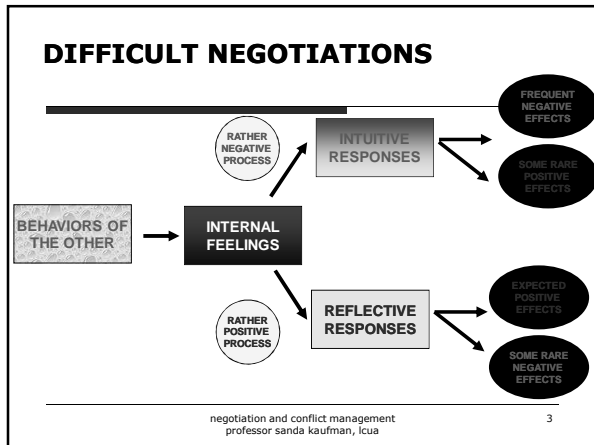 DIFFICULT NEGOTIATIONS
FREQUENT
NEGATIVE
EFFECTS
RATHER
NEGATIVE
PROCESS
INTUITIVE
RESPONSES
SOME RARE
POSITIVE
EFFECTS
BEHAVIORS OF
THE OTHER
INTERNAL
FEELINGS
EXPECTED
POSITIVE
EFFECTS
RATHER
POSITIVE
PROCESS
REFLECTIVE
RESPONSES
SOME RARE
NEGATIVE
EFFECTS
negotiation and conflict management
professor sanda kaufman, lcua
3